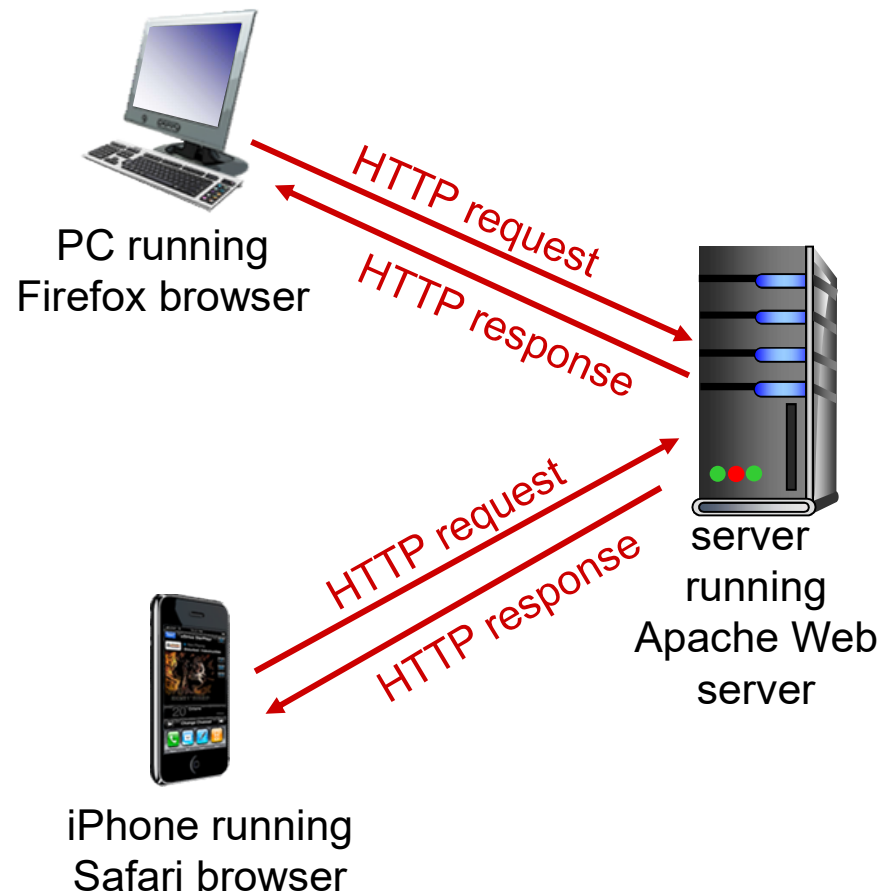 PC running
Firefox browser
HTTP request
HTTP response
HTTP request
HTTP response
server
running
Apache Web
server
iPhone running
Safari browser